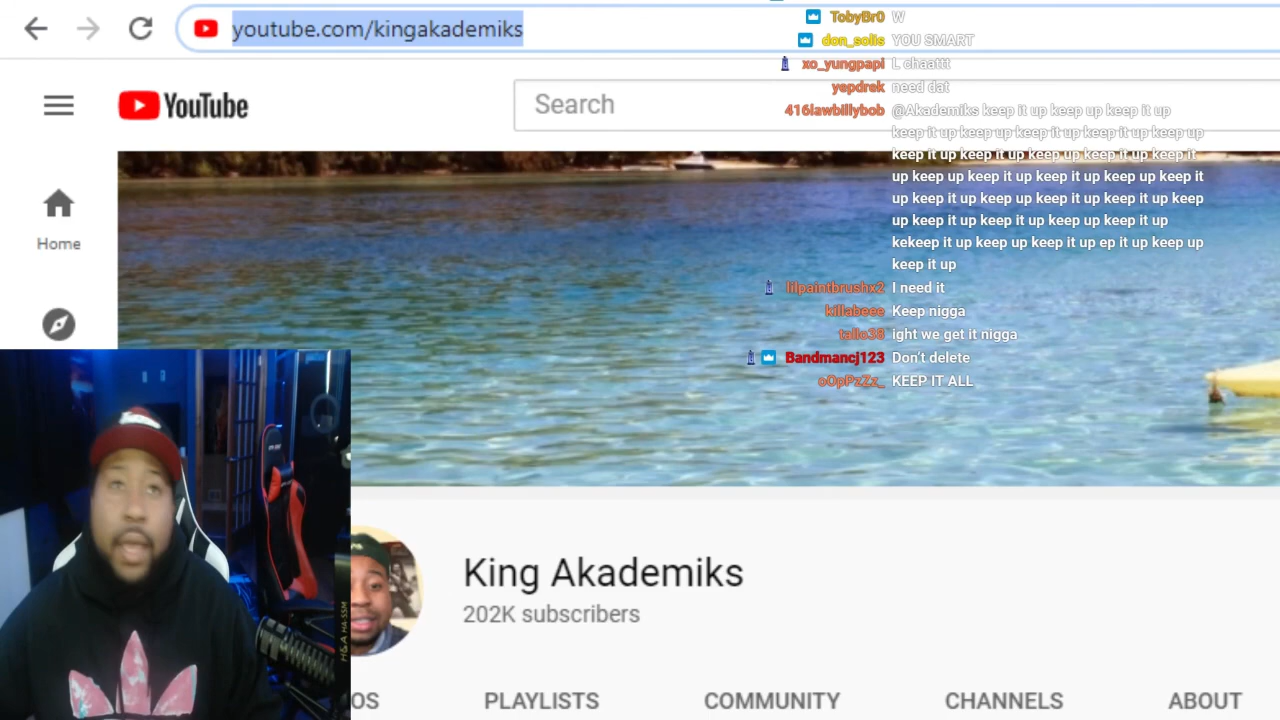 youtube.com/kingakademiks
TobyBr0 W
don_solis YOU SMART
xo_yungpapi L chaattt
yepdrek need dat
416lawbillybob @Akademiks keep it up keep up keep it up
keep it up keep up keep it up keep it up keep up
keep it up keep it up keep up keep it up keep it
up keep up keep it up keep it up keep up keep it
up keep it up keep up keep it up keep it up keep
up keep it up keep it up keep up keep it up
kekeep it up keep up keep it up ep it up keep up
keep it up
lilpaintbrushx2 I need it
killabeee Keep nigga
tallo38 ight we get it nigga
Bandmancj123 Don't delete
oOpPzZz_ KEEP IT ALL
YouTube
Search
Home
King Akademiks
202K subscribers
OS PLAYLISTS COMMUNITY CHANNELS ABOUT